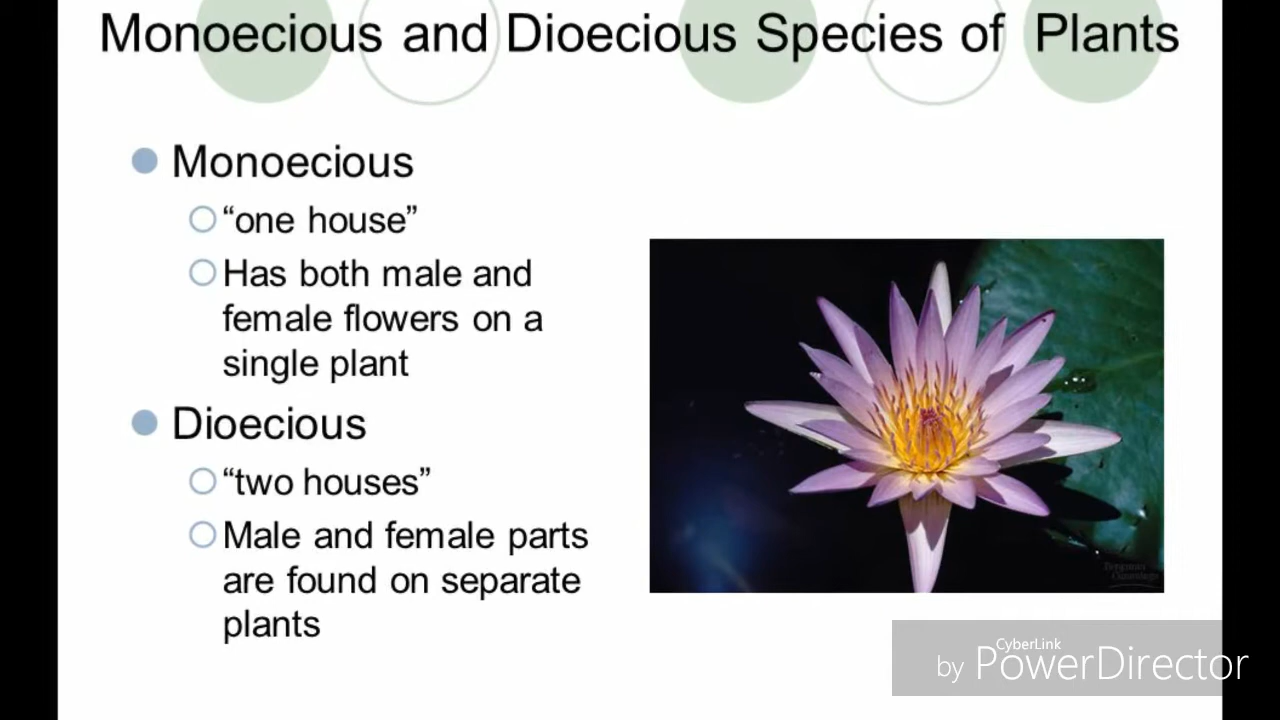 Monoecious and Dioecious Species of Plants
Monoecious
“one house”
Has both male and
female flowers on a
single plant
Dioecious
“two houses”
Male and female parts
are found on separate
plants
CyberLink
by PowerDirector